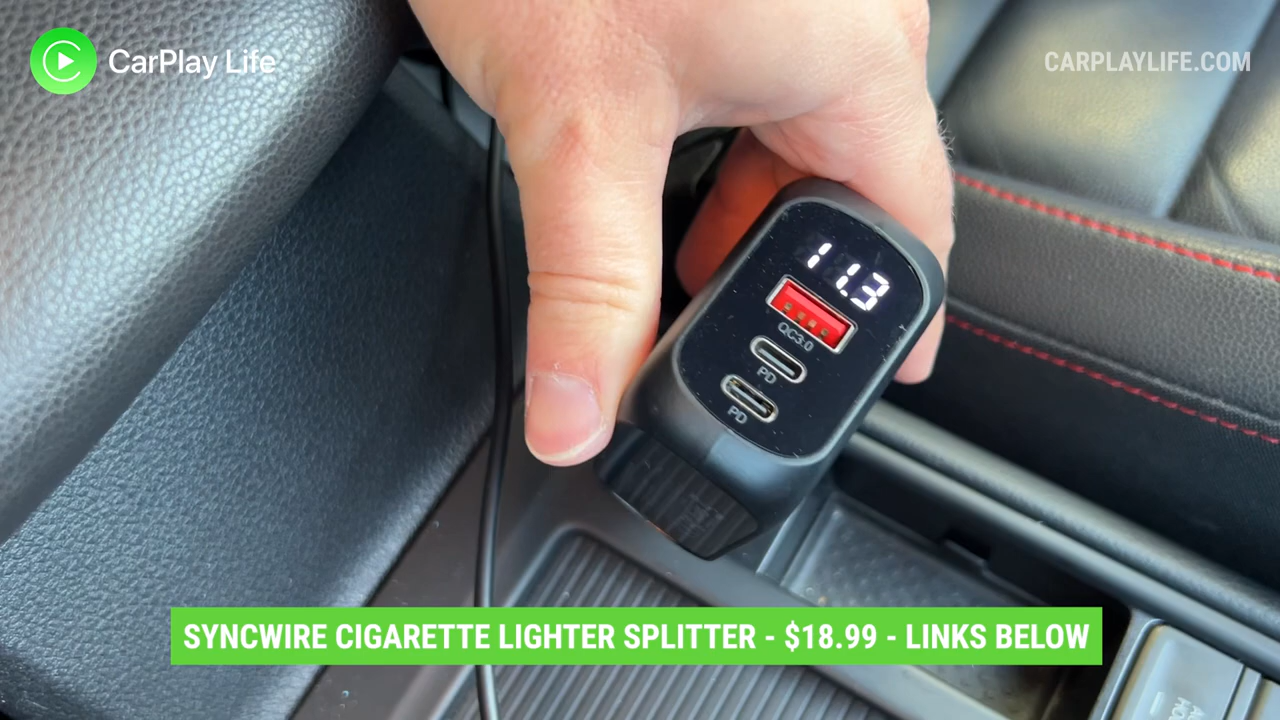 CarPlay Life
CARPLAYLIFE.COM
11.3
QC3.0
PD
PD
SYNCWIRE CIGARETTE LIGHTER SPLITTER - $18.99 - LINKS BELOW